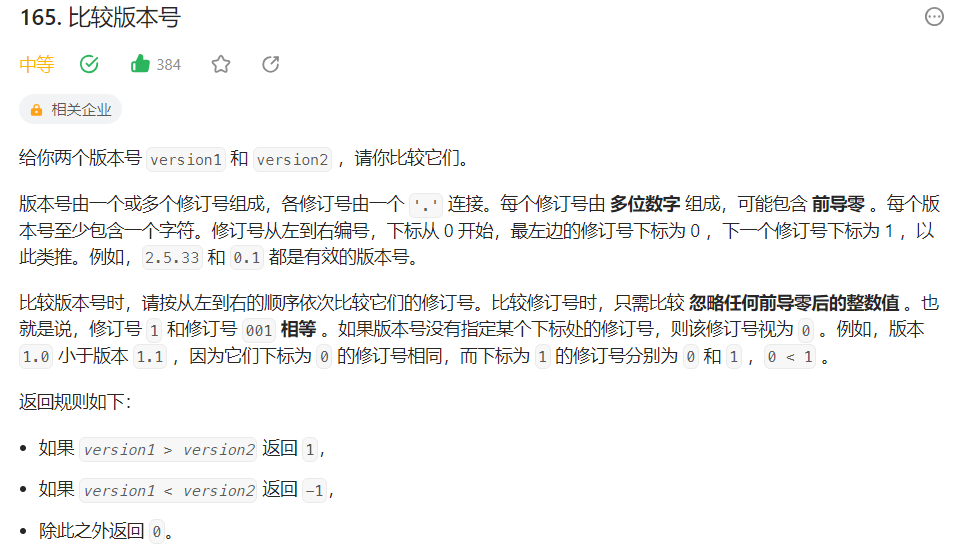 165. 比较版本号
中等 384
相关企业
给你两个版本号 version1 和 version2 ，请你比较它们。
版本号由一个或多个修订号组成，各修订号由一个 '.' 连接。每个修订号由 多位数字 组成，可能包含 前导零 。每个版
本号至少包含一个字符。修订号从左到右编号，下标从 0 开始，最左边的修订号下标为 0 ，下一个修订号下标为 1 ，以
此类推。例如，2.5.33 和 0.1 都是有效的版本号。
比较版本号时，请按从左到右的顺序依次比较它们的修订号。比较修订号时，只需比较 忽略任何前导零后的整数值 。也
就是说，修订号 1 和修订号 001 相等 。如果版本号没有指定某个下标处的修订号，则该修订号视为 0 。例如，版本
1.0 小于版本 1.1 ，因为它们下标为 0 的修订号相同，而下标为 1 的修订号分别为 0 和 1 ，0 < 1 。
返回规则如下：
• 如果 version1 > version2 返回 1，
• 如果 version1 < version2 返回 -1，
• 除此之外返回 0。